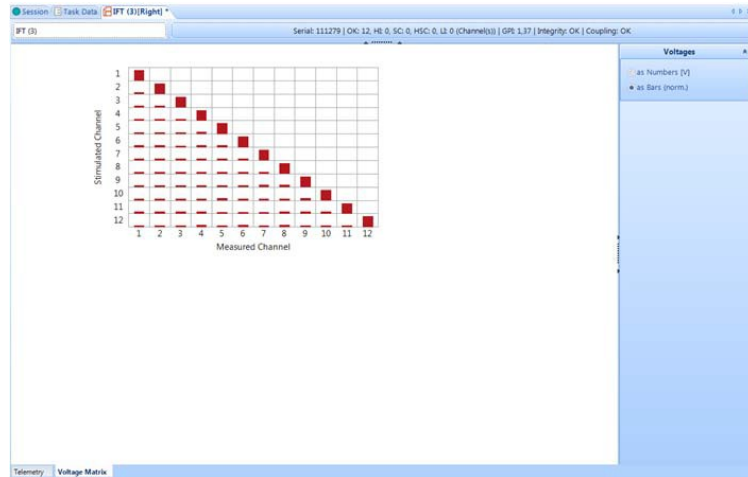 Session Task Data IFT (3)[Right] *
IFT (3)
Serial: 111279 | OK: 12, HI: 0, SC: 0, HSC: 0, LI: 0 (Channel(s)) | GPI: 1,37 | Integrity: OK | Coupling: OK
Voltages
as Numbers [V]
as Bars (norm.)
Stimulated Channel
1
2
3
4
5
6
7
8
9
10
11
12
1 2 3 4 5 6 7 8 9 10 11 12
Measured Channel
Telemetry Voltage Matrix